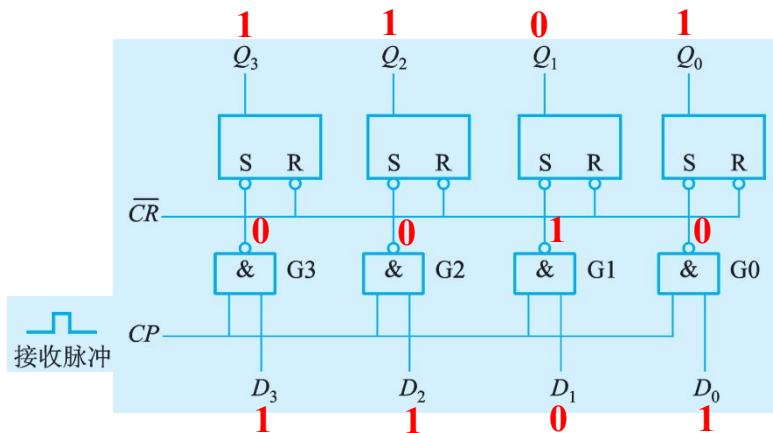 1 1 0 1
Q₃ Q₂ Q₁ Q₀
S R S R S R S R
\overline{CR}
0 0 1 0
& G3 & G2 & G1 & G0
CP
接收脉冲
D₃ D₂ D₁ D₀
1 1 0 1